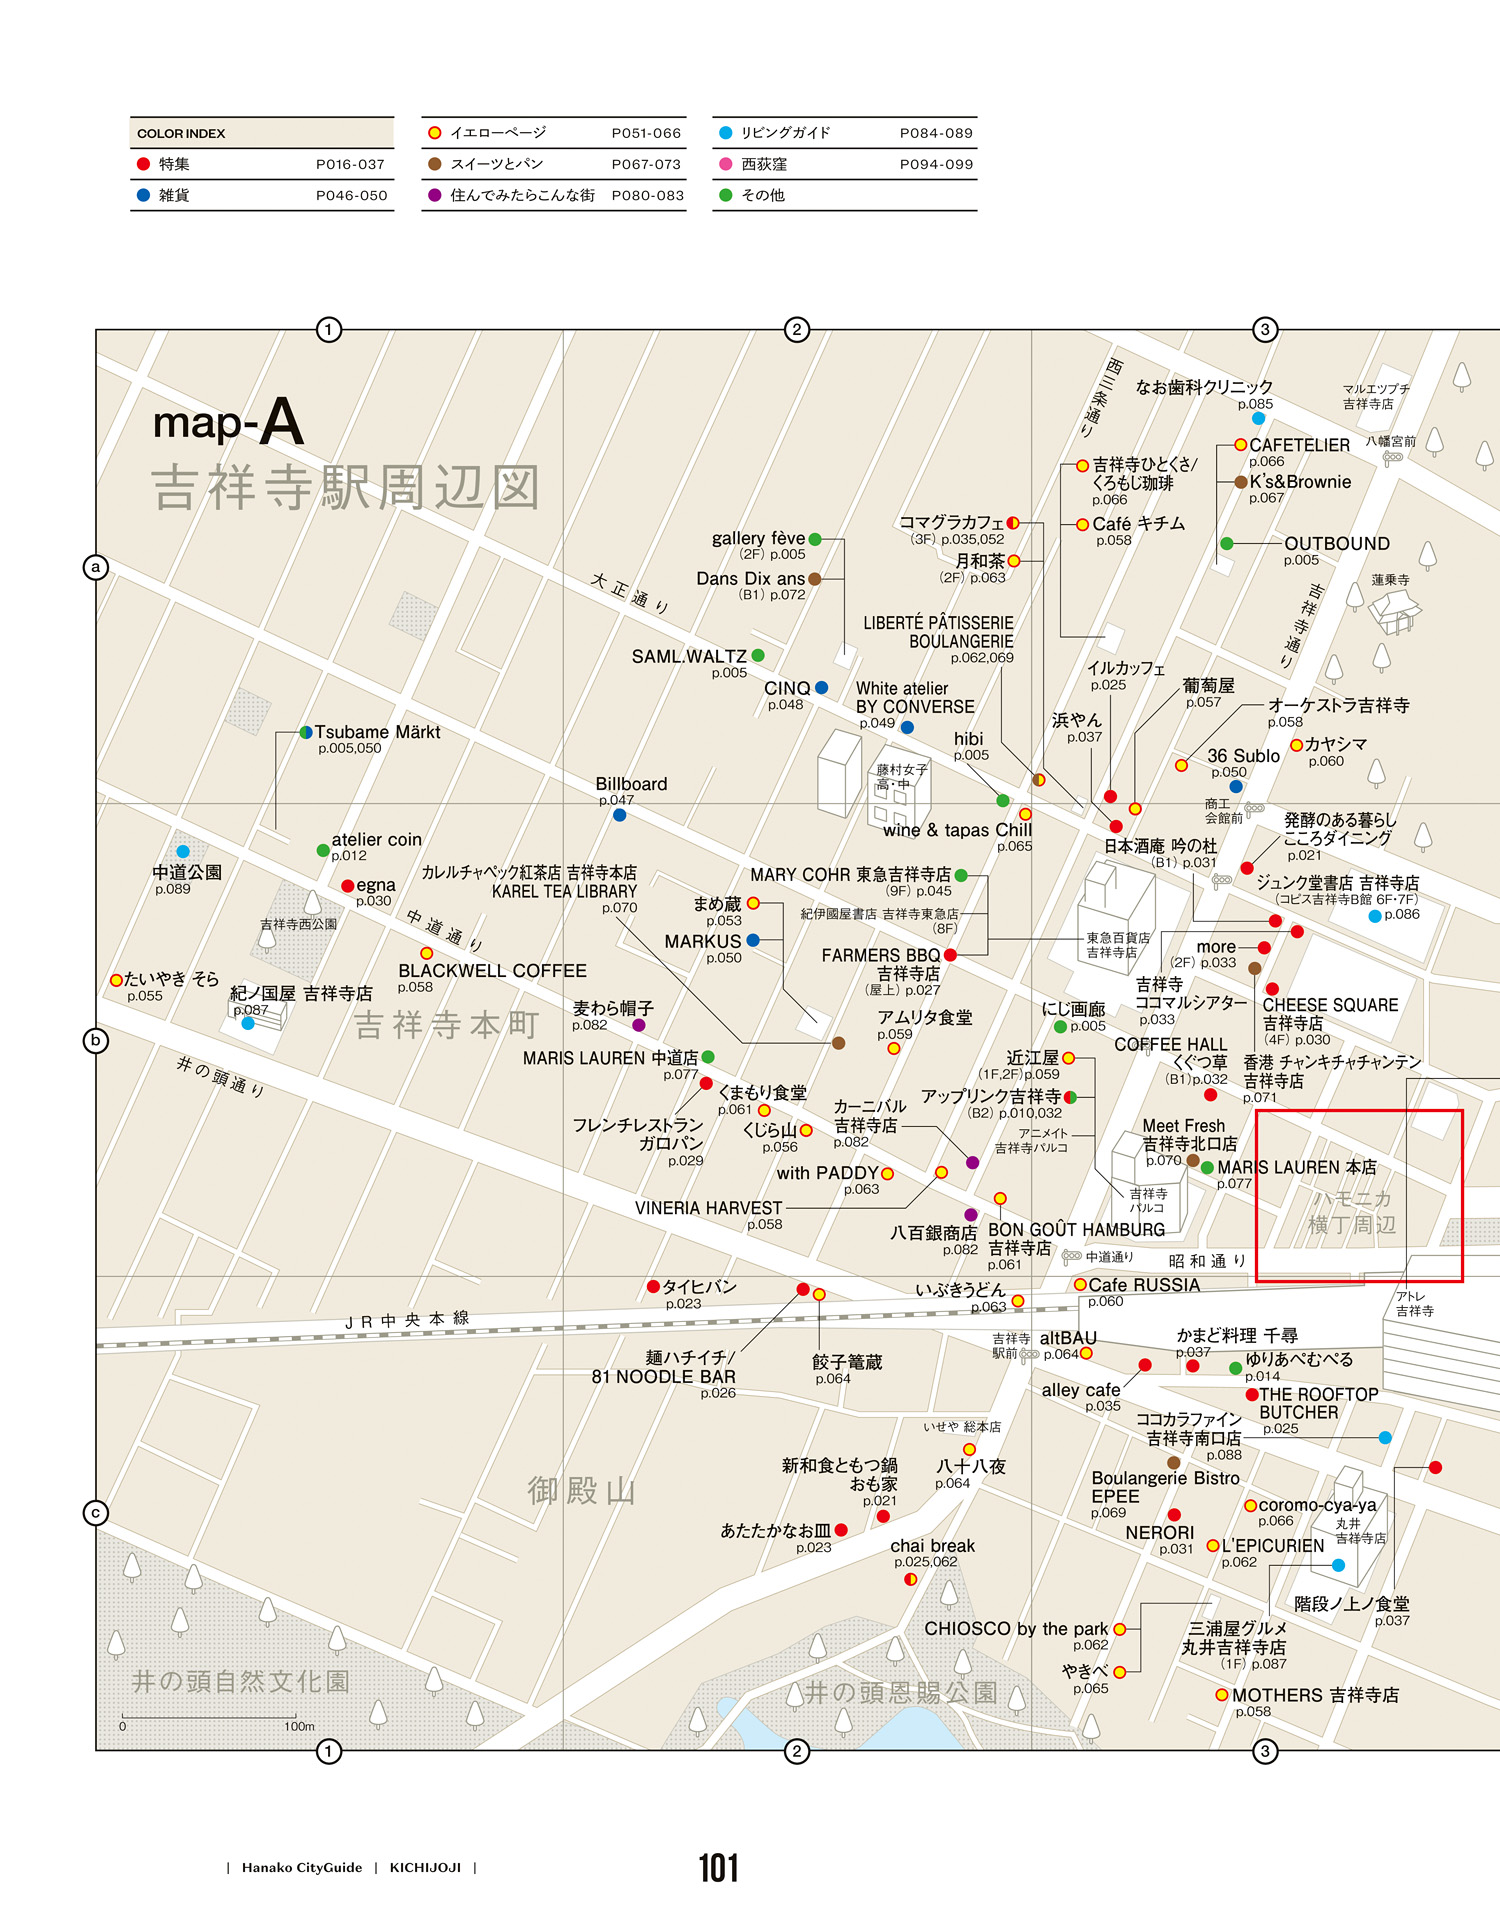 COLOR INDEX
特集 P016-037
雑貨 P046-050
イエローページ P051-066
スイーツとパン P067-073
住んでみたらこんな街 P080-083
リビングガイド P084-089
西荻窪 P094-099
その他
1
2
3
map-A
吉祥寺駅周辺図
西三条通り
なお歯科クリニック
p.085
マルエツプチ
吉祥寺店
八幡宮前
CAFETELIER
p.066
K's&Brownie
p.067
吉祥寺ひとくさ/
くろもじ珈琲
p.066
Café キチム
p.058
OUTBOUND
p.005
コマグラカフェ
(3F) p.035,052
月和茶
(2F) p.063
gallery fève
(2F) p.005
Dans Dix ans
(B1) p.072
a
大正通り
蓮乗寺
吉祥寺通り
LIBERTÉ PÂTISSERIE
BOULANGERIE
p.062,069
SAML.WALTZ
p.005
CINQ
p.048
White atelier
BY CONVERSE
p.049
イルカッフェ
p.025
葡萄屋
p.057
オーケストラ吉祥寺
p.058
浜やん
p.037
カヤシマ
p.060
36 Sublo
p.050
hibi
p.005
Tsubame Märkt
p.005,050
藤村女子
高・中
Billboard
p.047
商工
会館前
wine & tapas Chill
p.065
発酵のある暮らし
こころダイニング
p.021
日本酒庵 吟の杜
(B1) p.031
atelier coin
p.012
中道公園
p.089
egna
p.030
カレルチャペック紅茶店 吉祥寺本店
KAREL TEA LIBRARY
p.070
MARY COHR 東急吉祥寺店
(9F) p.045
ジュンク堂書店 吉祥寺店
(コピス吉祥寺B館 6F・7F)
p.086
まめ蔵
p.053
紀伊國屋書店 吉祥寺東急店
(8F)
吉祥寺西公園
中道通り
MARKUS
p.050
東急百貨店
吉祥寺店
more
(2F) p.033
FARMERS BBQ
吉祥寺店
(屋上) p.027
BLACKWELL COFFEE
p.058
たいやき そら
p.055
紀ノ国屋 吉祥寺店
p.087
吉祥寺
ココマルシアター
p.033
CHEESE SQUARE
吉祥寺店
(4F) p.030
麦わら帽子
p.082
アムリタ食堂
p.059
にじ画廊
p.005
吉祥寺本町
b
COFFEE HALL
くぐつ草
(B1)p.032
香港 チャンキチャチャンテン
吉祥寺店
p.071
MARIS LAUREN 中道店
p.077
近江屋
(1F,2F)p.059
井の頭通り
アップリンク吉祥寺
(B2) p.010,032
くまもり食堂
p.061
カーニバル
吉祥寺店
p.082
フレンチレストラン
ガロパン
p.029
くじら山
p.056
アニメイト
吉祥寺パルコ
Meet Fresh
吉祥寺北口店
p.070
MARIS LAUREN 本店
p.077
with PADDY
p.063
吉祥寺
パルコ
ハモニカ
横丁周辺
VINERIA HARVEST
p.058
八百銀商店
p.082
BON GOÛT HAMBURG
吉祥寺店
p.061
中道通り
昭和通り
タイヒバン
p.023
いぶきうどん
p.063
Cafe RUSSIA
p.060
アトレ
吉祥寺
JR中央本線
麺ハチイチ/
81 NOODLE BAR
p.026
餃子篭蔵
p.064
吉祥寺
駅前
altBAU
p.064
かまど料理 千尋
p.037
ゆりあぺむぺる
p.014
alley cafe
p.035
THE ROOFTOP
BUTCHER
p.025
ココカラファイン
吉祥寺南口店
p.088
いせや 総本店
八十八夜
p.064
新和食ともつ鍋
おも家
p.021
御殿山
Boulangerie Bistro
EPEE
p.069
coromo-cya-ya
p.066
c
あたたかなお皿
p.023
NERORI
p.031
丸井
吉祥寺店
chai break
p.025,062
L'EPICURIEN
p.062
階段ノ上ノ食堂
p.037
CHIOSCO by the park
p.062
三浦屋グルメ
丸井吉祥寺店
(1F) p.087
やきべ
p.065
井の頭自然文化園
井の頭恩賜公園
MOTHERS 吉祥寺店
p.058
0 100m
1
2
3
| Hanako CityGuide | KICHIJOJI |
101